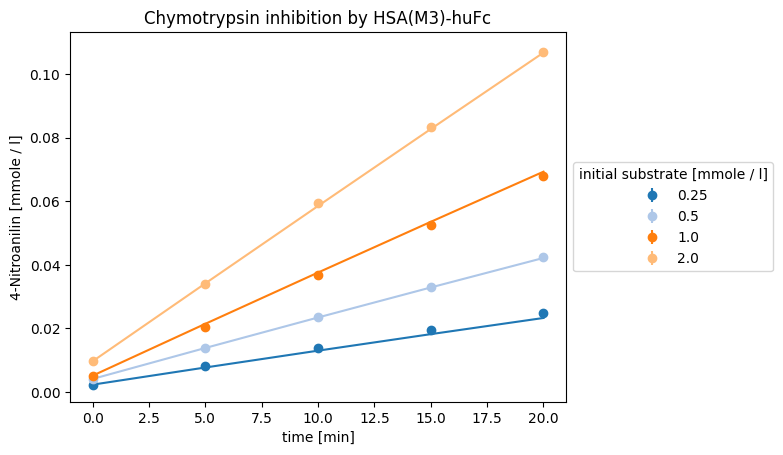 Chymotrypsin inhibition by HSA(M3)-huFc
4-Nitroanilin [mmole / l]
0.10
0.08
0.06
0.04
0.02
0.00
0.0 2.5 5.0 7.5 10.0 12.5 15.0 17.5 20.0
time [min]
initial substrate [mmole / l]
0.25
0.5
1.0
2.0